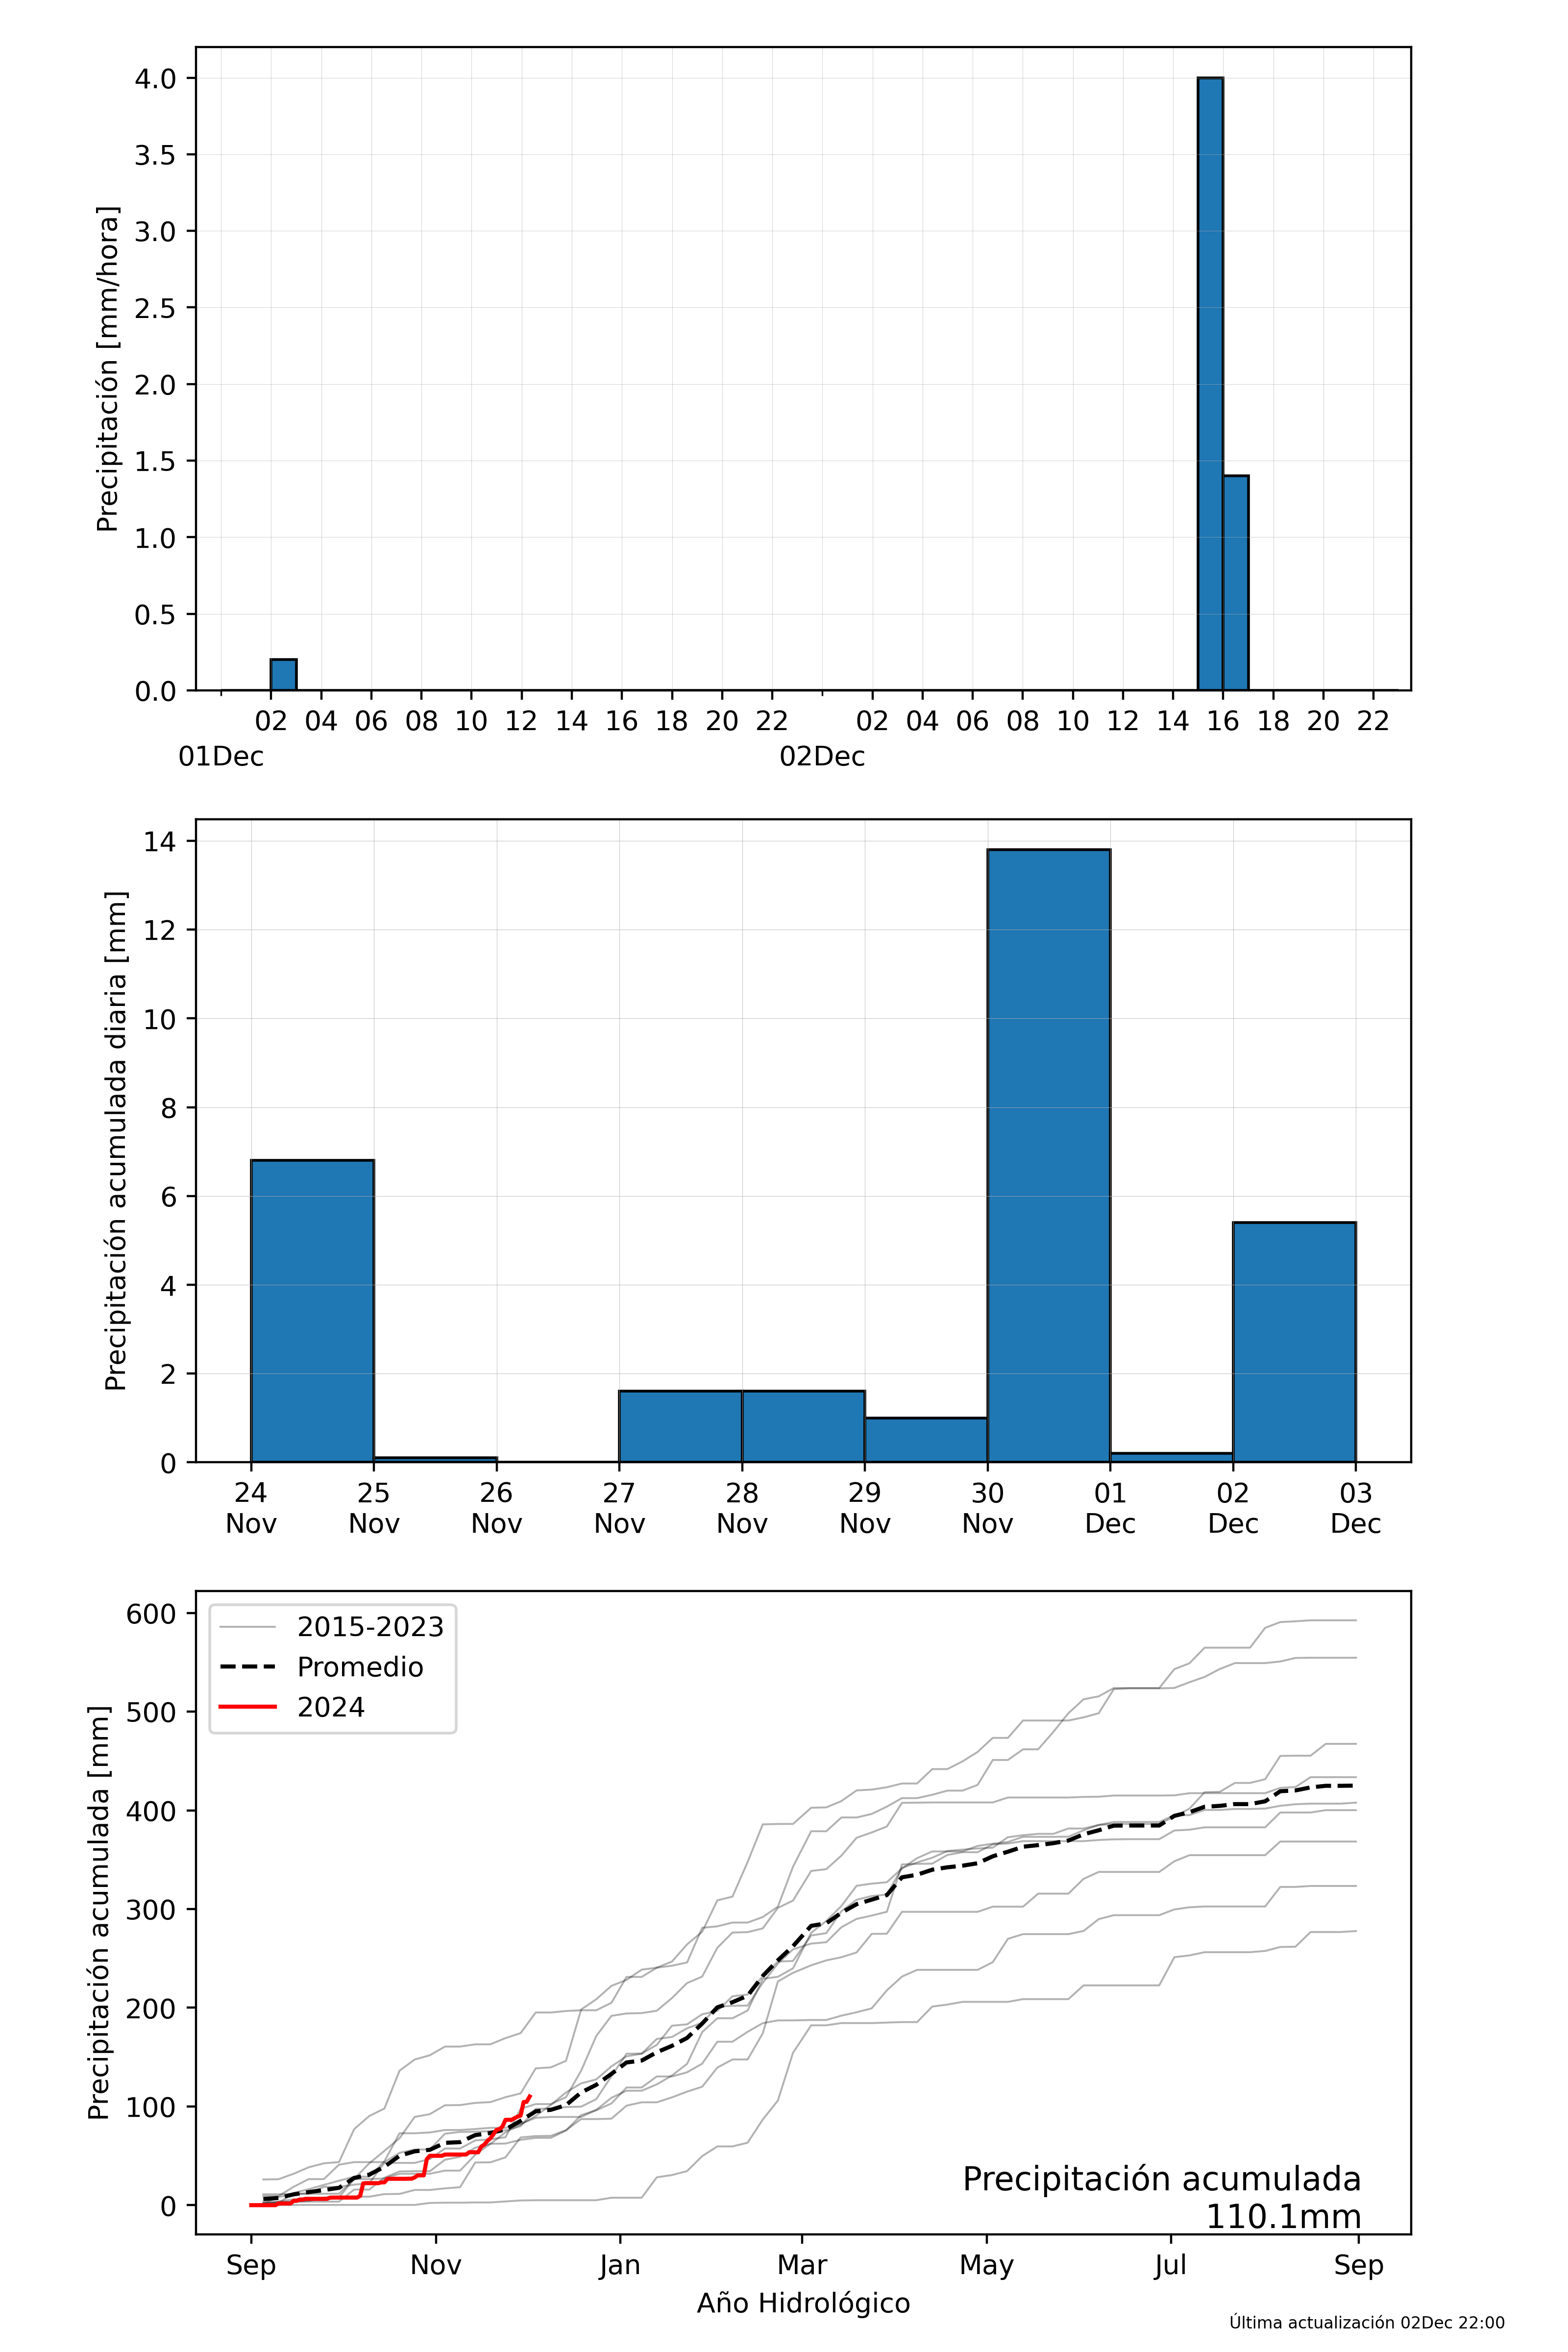 Precipitación [mm/hora]
4.0
3.5
3.0
2.5
2.0
1.5
1.0
0.5
0.0
02 04 06 08 10 12 14 16 18 20 22 02 04 06 08 10 12 14 16 18 20 22
01Dec 02Dec
Precipitación acumulada diaria [mm]
14
12
10
8
6
4
2
0
24 25 26 27 28 29 30 01 02 03
Nov Nov Nov Nov Nov Nov Nov Dec Dec Dec
Precipitación acumulada [mm]
600
500
400
300
200
100
0
2015-2023
Promedio
2024
Precipitación acumulada
110.1mm
Sep Nov Jan Mar May Jul Sep
Año Hidrológico
Última actualización 02Dec 22:00